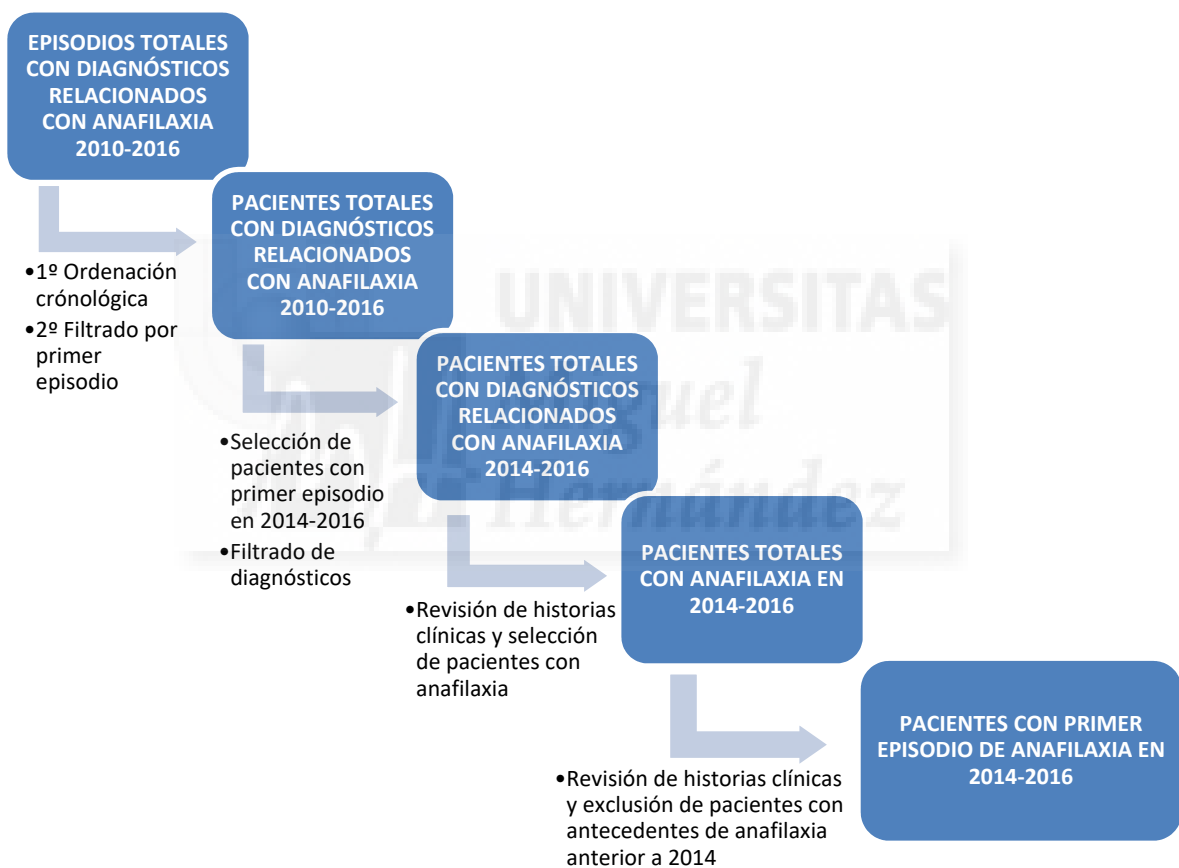 EPISODIOS TOTALES
CON DIAGNÓSTICOS
RELACIONADOS
CON ANAFILAXIA
2010-2016
•1º Ordenación
crónológica
•2º Filtrado por
primer
episodio
PACIENTES TOTALES
CON DIAGNÓSTICOS
RELACIONADOS
CON ANAFILAXIA
2010-2016
•Selección de
pacientes con
primer episodio
en 2014-2016
•Filtrado de
diagnósticos
PACIENTES TOTALES
CON DIAGNÓSTICOS
RELACIONADOS
CON ANAFILAXIA
2014-2016
•Revisión de historias
clínicas y selección
de pacientes con
anafilaxia
PACIENTES TOTALES
CON ANAFILAXIA EN
2014-2016
•Revisión de historias clínicas
y exclusión de pacientes con
antecedentes de anafilaxia
anterior a 2014
PACIENTES CON PRIMER
EPISODIO DE ANAFILAXIA EN
2014-2016
UNIVERSITAS
Miguel
Hernández